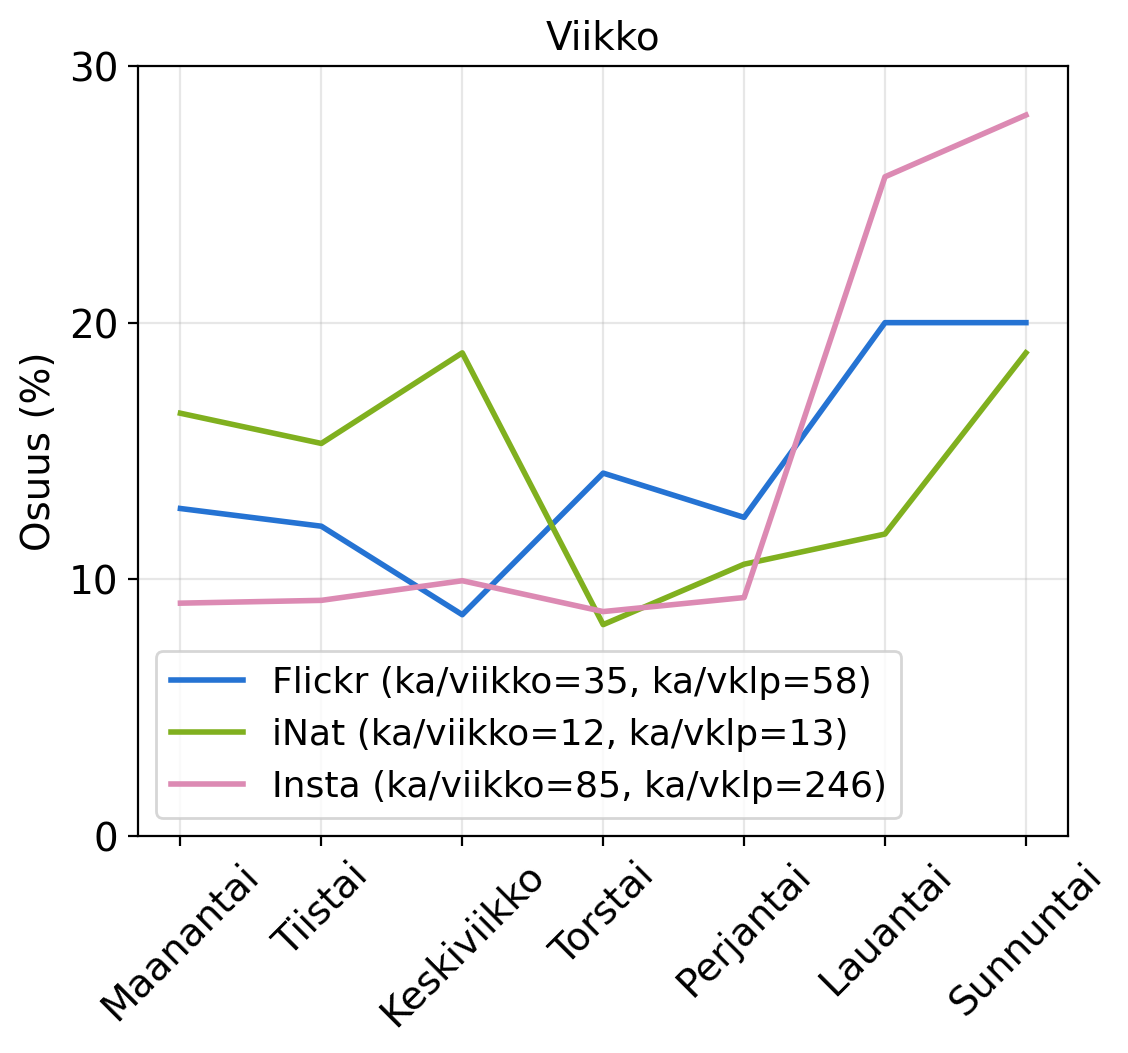 Viikko
Osuus (%)
30
20
10
0
Flickr (ka/viikko=35, ka/vklp=58)
iNat (ka/viikko=12, ka/vklp=13)
Insta (ka/viikko=85, ka/vklp=246)
Maanantai
Tiistai
Keskiviikko
Torstai
Perjantai
Lauantai
Sunnuntai